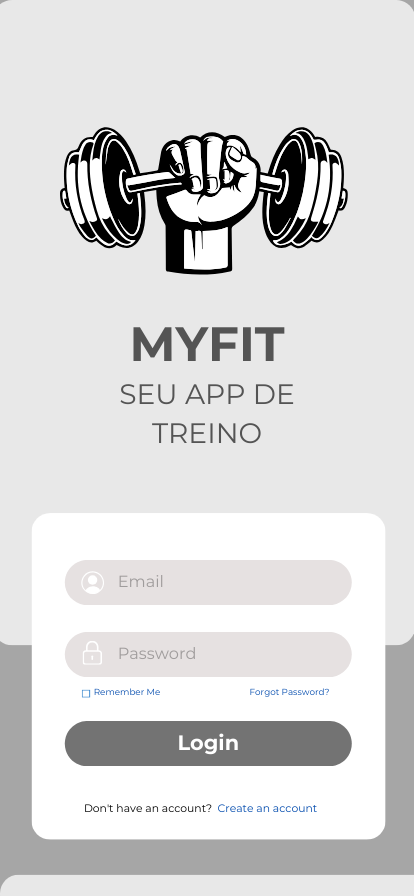 MYFIT
SEU APP DE
TREINO
Email
Password
Remember Me Forgot Password?
Login
Don't have an account? Create an account